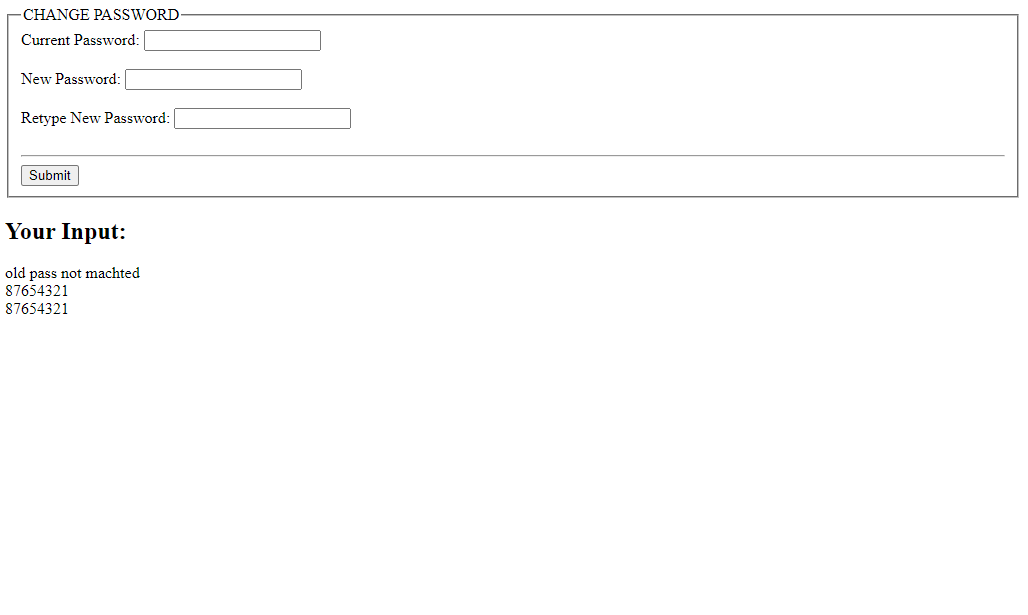 CHANGE PASSWORD
Current Password:
New Password:
Retype New Password:
Submit
Your Input:
old pass not machted
87654321
87654321